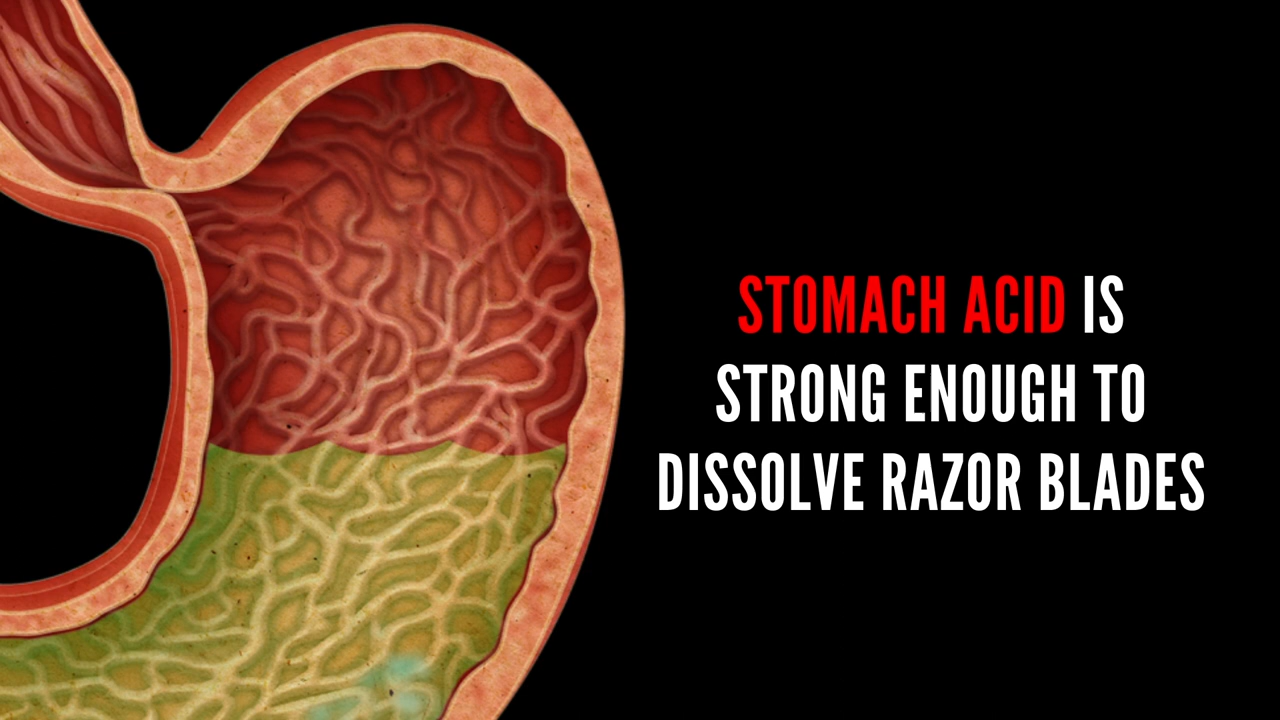 STOMACH ACID IS
STRONG ENOUGH TO
DISSOLVE RAZOR BLADES